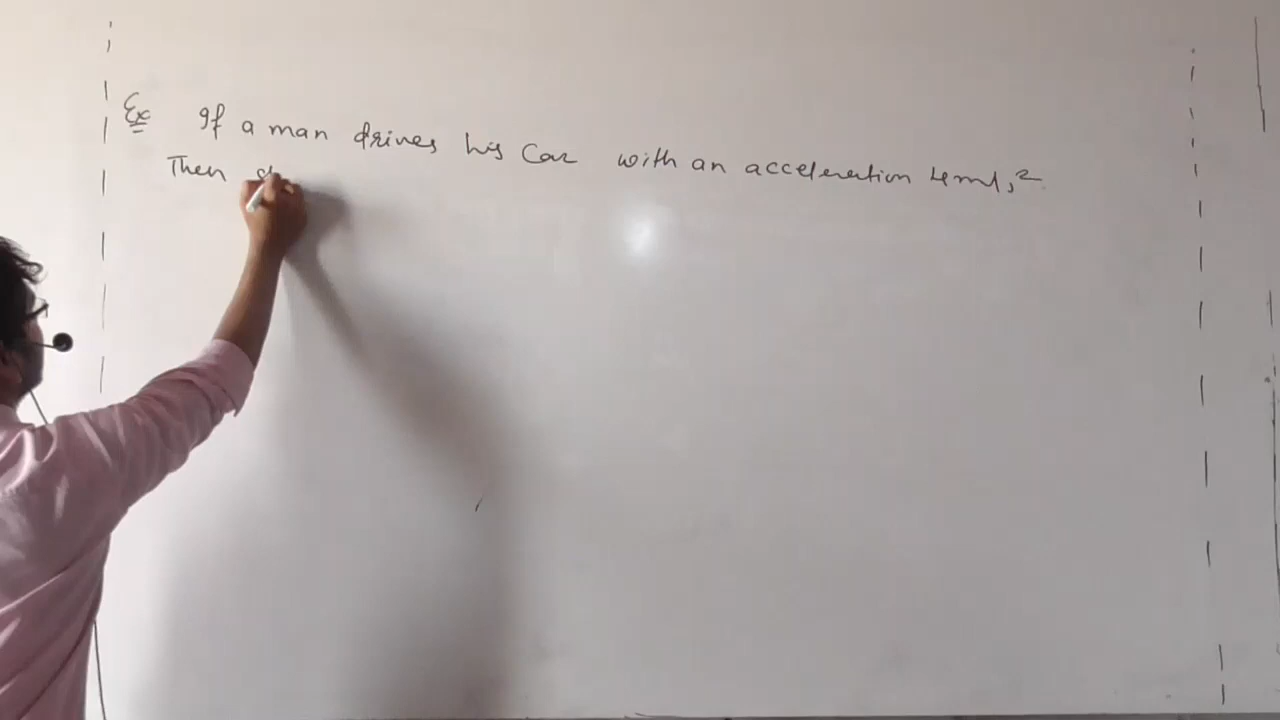 Ex If a man drives his Car with an acceleration 4m/s²
Then